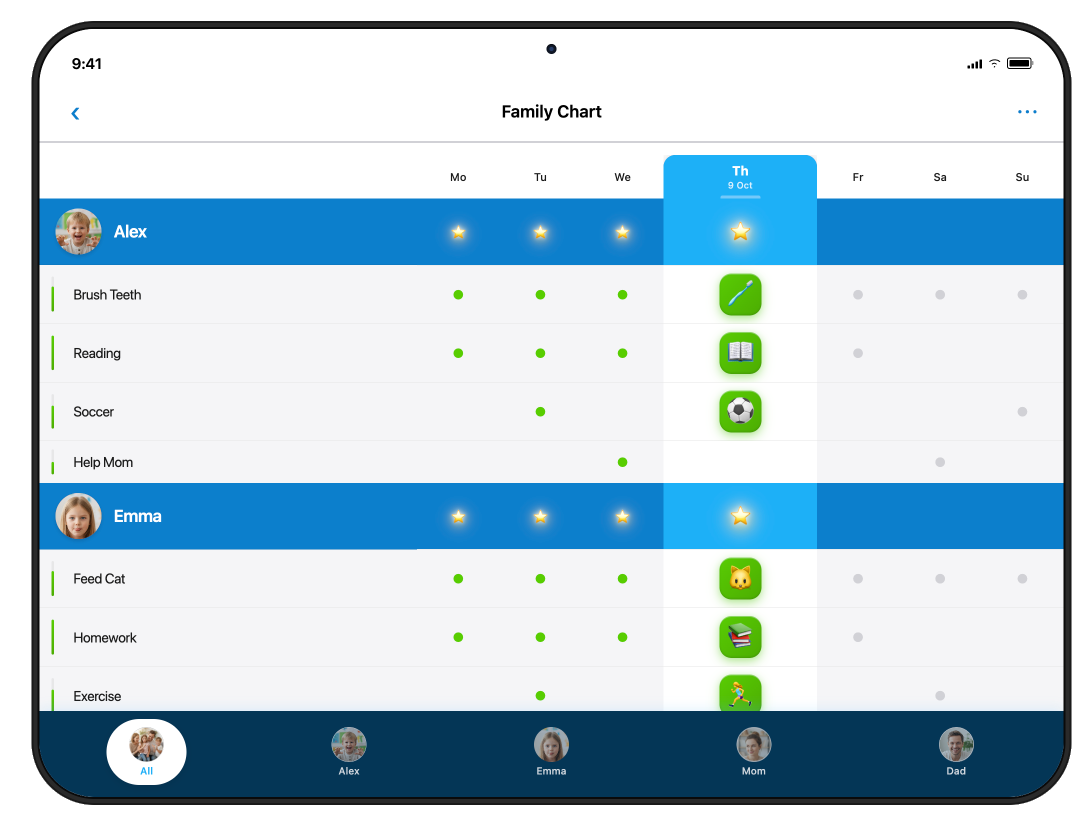 9:41
Family Chart
Mo Tu We Th Fr Sa Su
9 Oct
Alex
Brush Teeth
Reading
Soccer
Help Mom
Emma
Feed Cat
Homework
Exercise
All Alex Emma Mom Dad